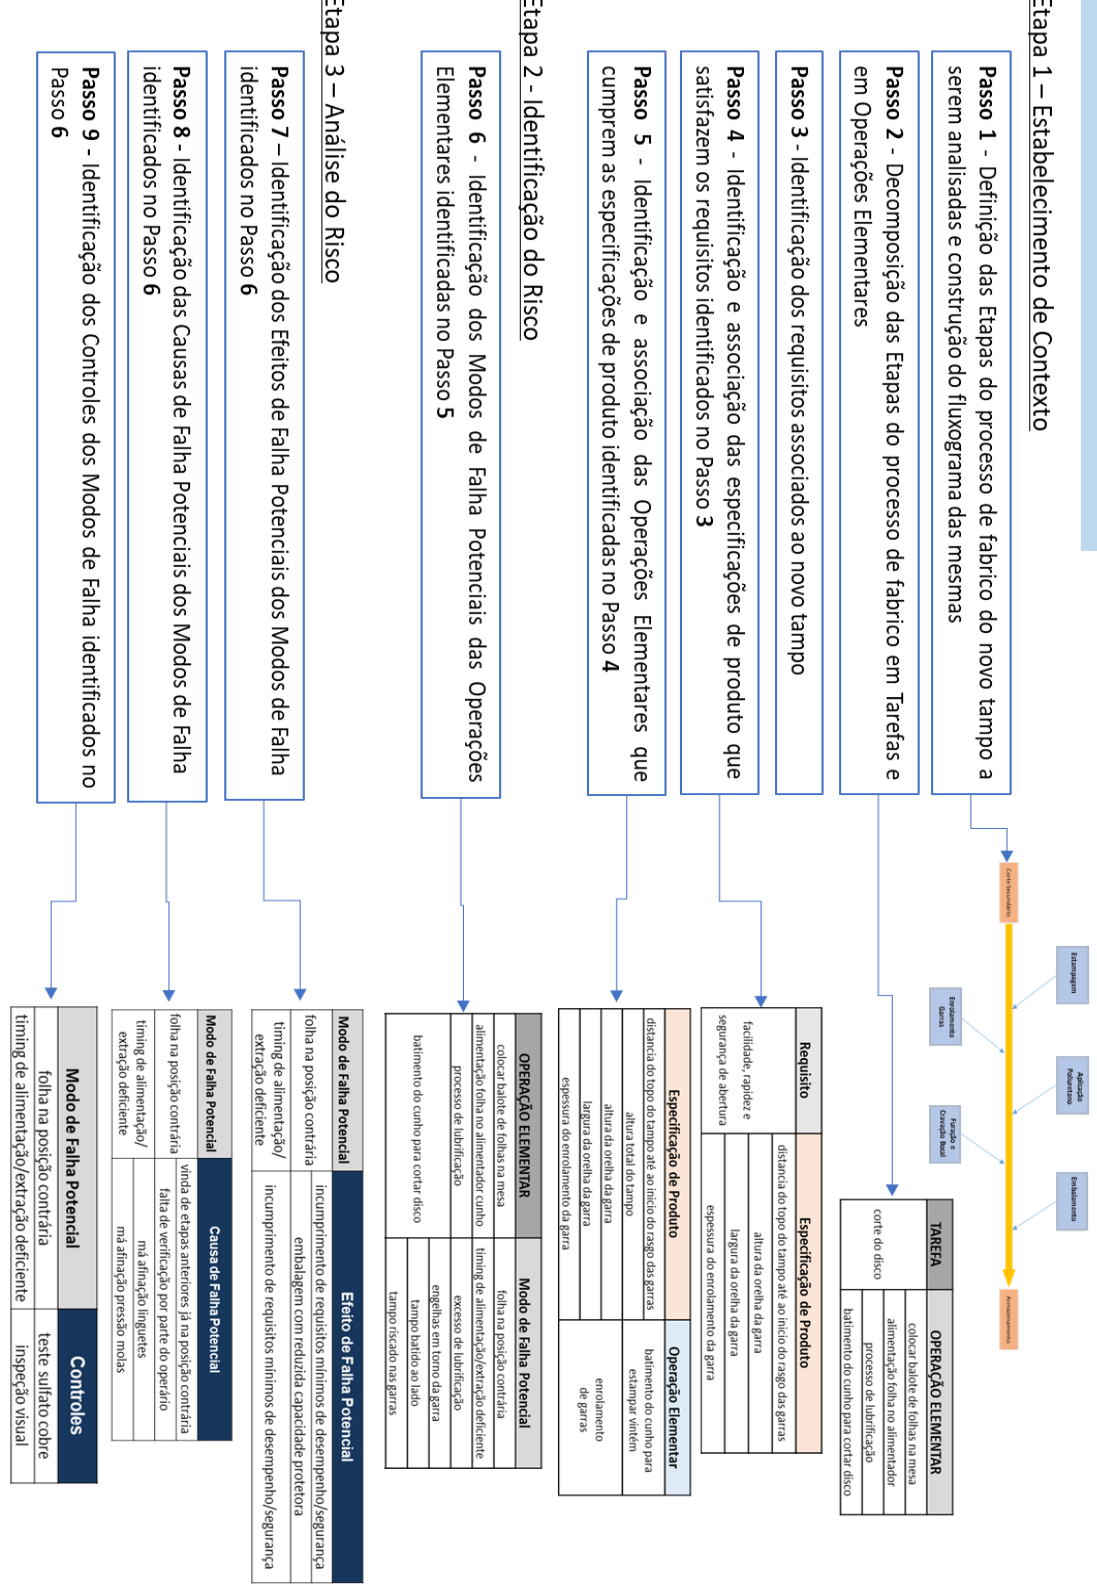 Etapa 1 – Estabelecimento de Contexto
Passo 1 - Definição das Etapas do processo de fabrico do novo tampo a
serem analisadas e construção do fluxograma das mesmas
Passo 2 - Decomposição das Etapas do processo de fabrico em Tarefas e
em Operações Elementares
Passo 3 - Identificação dos requisitos associados ao novo tampo
Passo 4 - Identificação e associação das especificações de produto que
satisfazem os requisitos identificados no Passo 3
Passo 5 - Identificação e associação das Operações Elementares que
cumprem as especificações de produto identificadas no Passo 4
Etapa 2 - Identificação do Risco
Passo 6 - Identificação dos Modos de Falha Potenciais das Operações
Elementares identificadas no Passo 5
Etapa 3 – Análise do Risco
Passo 7 – Identificação dos Efeitos de Falha Potenciais dos Modos de Falha
identificados no Passo 6
Passo 8 - Identificação das Causas de Falha Potenciais dos Modos de Falha
identificados no Passo 6
Passo 9 - Identificação dos Controles dos Modos de Falha identificados no
Passo 6
Estampagem
Aplicação
Poliuretano
Embalamento
Corte Secundário
Armazenamento
Enrolamento
Garras
Furação e
Cravação Bocal
TAREFA
OPERAÇÃO ELEMENTAR
corte do disco
colocar balote de folhas na mesa
alimentação folha no alimentador
processo de lubrificação
batimento do cunho para cortar disco
Requisito
Especificação de Produto
facilidade, rapidez e
segurança de abertura
distancia do topo do tampo até ao inicio do rasgo das garras
altura da orelha da garra
largura da orelha da garra
espessura do enrolamento da garra
Especificação de Produto
Operação Elementar
distancia do topo do tampo até ao inicio do rasgo das garras
altura total do tampo
batimento do cunho para
estampar vintém
altura da orelha da garra
largura da orelha da garra
espessura do enrolamento da garra
enrolamento
de garras
OPERAÇÃO ELEMENTAR
Modo de Falha Potencial
colocar balote de folhas na mesa
folha na posição contrária
alimentação folha no alimentador cunho
timing de alimentação/extração deficiente
processo de lubrificação
excesso de lubrificação
batimento do cunho para cortar disco
engelhas em torno da garra
tampo batido ao lado
tampo riscado nas garras
Modo de Falha Potencial
Efeito de Falha Potencial
folha na posição contrária
incumprimento de requisitos mínimos de desempenho/segurança
embalagem com reduzida capacidade protetora
timing de alimentação/
extração deficiente
incumprimento de requisitos mínimos de desempenho/segurança
Modo de Falha Potencial
Causa de Falha Potencial
folha na posição contrária
vinda de etapas anteriores já na posição contrária
falta de verificação por parte do operário
timing de alimentação/
extração deficiente
má afinação linguetes
má afinação pressão molas
Modo de Falha Potencial
Controles
folha na posição contrária
teste sulfato cobre
timing de alimentação/extração deficiente
inspeção visual